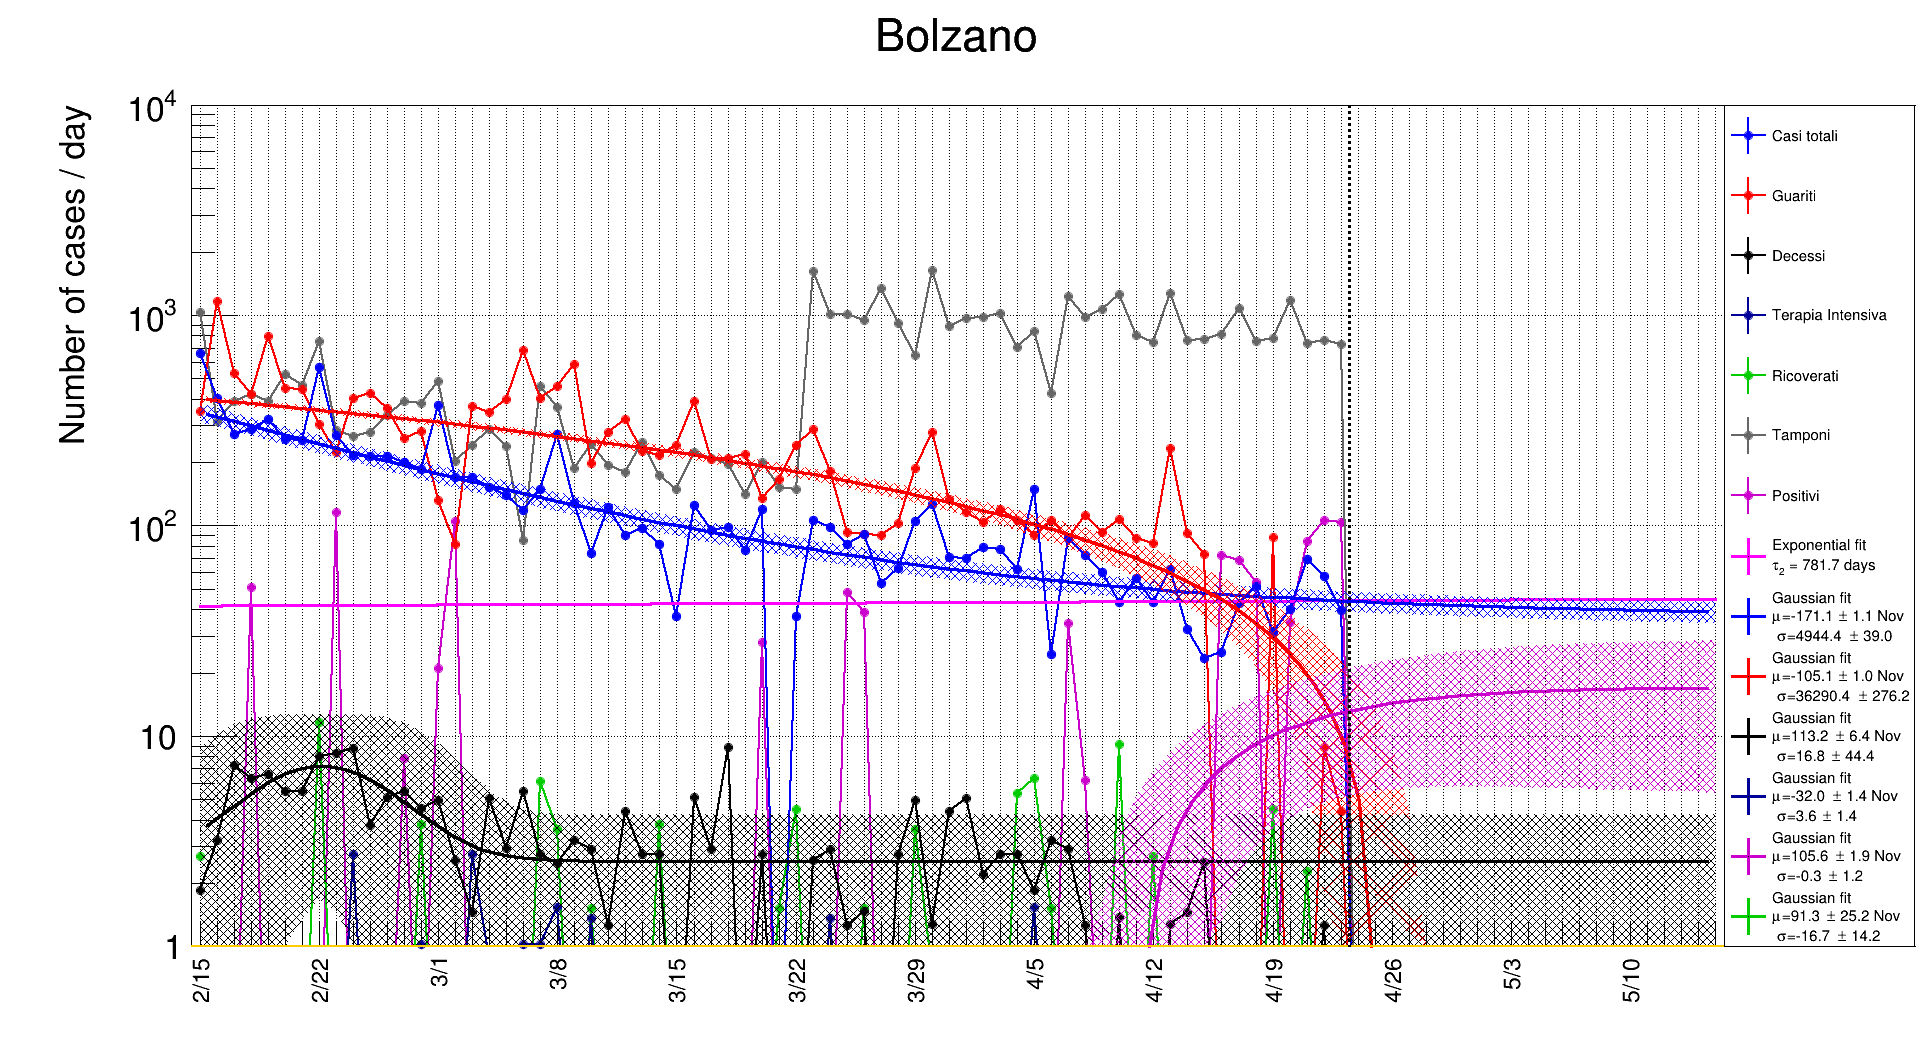 Bolzano
Number of cases / day
10⁴
10³
10²
10
1
2/15
2/22
3/1
3/8
3/15
3/22
3/29
4/5
4/12
4/19
4/26
5/3
5/10
Casi totali
Guariti
Decessi
Terapia Intensiva
Ricoverati
Tamponi
Positivi
Exponential fit
τ₂ = 781.7 days
Gaussian fit
μ=-171.1 ± 1.1 Nov
σ=4944.4 ± 39.0
Gaussian fit
μ=-105.1 ± 1.0 Nov
σ=36290.4 ± 276.2
Gaussian fit
μ=113.2 ± 6.4 Nov
σ=16.8 ± 44.4
Gaussian fit
μ=-32.0 ± 1.4 Nov
σ=3.6 ± 1.4
Gaussian fit
μ=105.6 ± 1.9 Nov
σ=-0.3 ± 1.2
Gaussian fit
μ=91.3 ± 25.2 Nov
σ=-16.7 ± 14.2